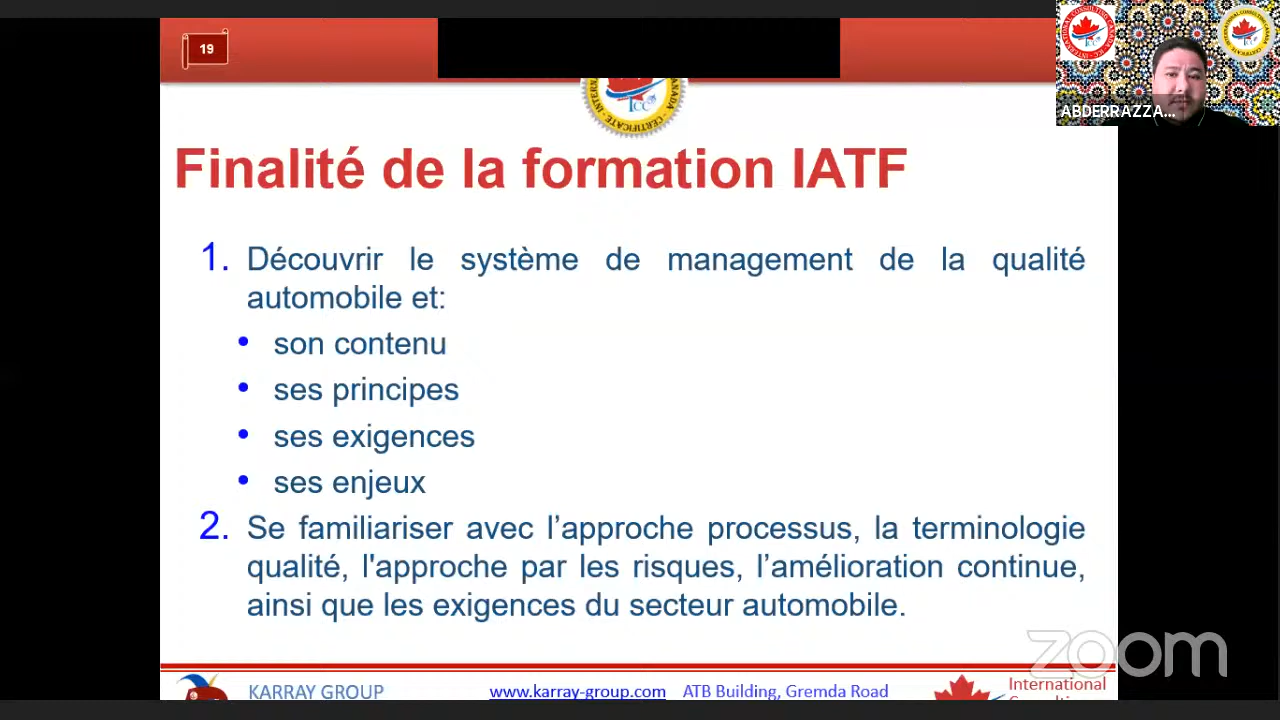 19
ABDERRAZZA...
Finalité de la formation IATF
1. Découvrir le système de management de la qualité
automobile et:
• son contenu
• ses principes
• ses exigences
• ses enjeux
2. Se familiariser avec l’approche processus, la terminologie
qualité, l'approche par les risques, l’amélioration continue,
ainsi que les exigences du secteur automobile.
zoom
KARRAY GROUP
www.karray-group.com ATB Building, Gremda Road
International